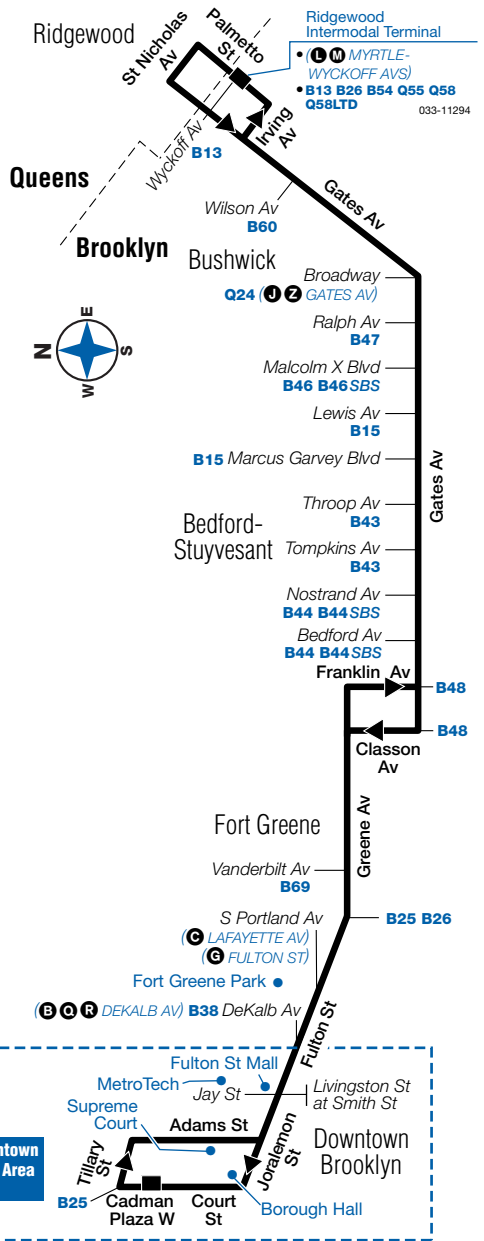 Ridgewood
St Nicholas
Av
Palmetto
St
Ridgewood
Intermodal Terminal
• (L M MYRTLE-
WYCKOFF AVS)
• B13 B26 B54 Q55 Q58
Q58LTD
033-11294
Irving
Av
Wyckoff Av
B13
Queens
Brooklyn
Wilson Av
B60
Gates Av
Bushwick
Broadway
Q24 (J Z GATES AV)
N
E
S
W
Ralph Av
B47
Malcolm X Blvd
B46 B46SBS
Lewis Av
B15
B15 Marcus Garvey Blvd
Gates Av
Throop Av
B43
Bedford-
Stuyvesant
Tompkins Av
B43
Nostrand Av
B44 B44SBS
Bedford Av
B44 B44SBS
Franklin Av
B48
B48
Classon
Av
Fort Greene
Greene Av
Vanderbilt Av
B69
S Portland Av
B25 B26
(C LAFAYETTE AV)
(G FULTON ST)
Fort Greene Park •
(B Q R DEKALB AV) B38 DeKalb Av
Fulton St
Fulton St Mall
MetroTech
Jay St
Livingston St
at Smith St
Supreme
Court
Adams St
Downtown
Brooklyn
Joralemon
St
Tillary
St
ntown
Area
B25
Cadman
Plaza W
Court
St
Borough Hall